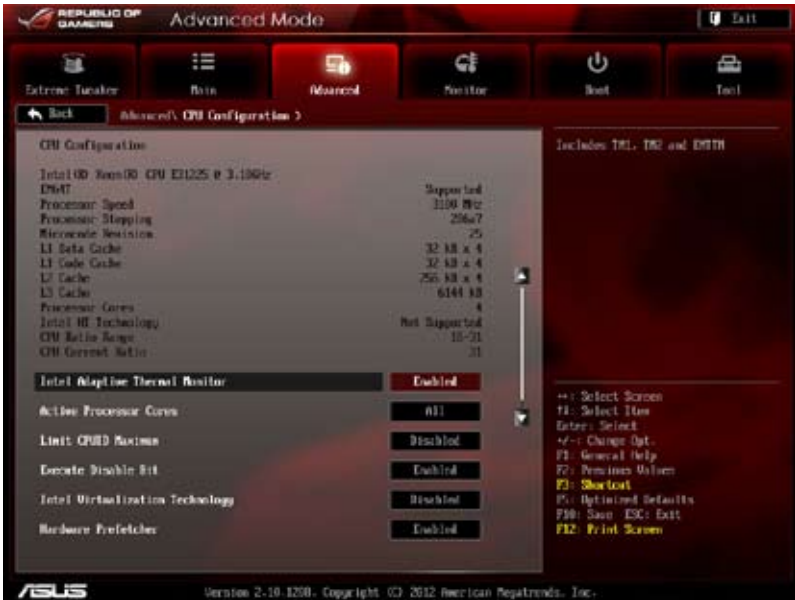 REPUBLIC OF GAMERS
Advanced Mode
Exit
Extreme Tweaker
Main
Advanced
Monitor
Boot
Tool
Back
Advanced\ CPU Configuration >
CPU Configuration
Includes TM1, TM2 and EMTTM
Intel(R) Xeon(R) CPU E31225 @ 3.10GHz
EM64T Supported
Processor Speed 3100 MHz
Processor Stepping 206a7
Microcode Revision 25
L1 Data Cache 32 kB x 4
L1 Code Cache 32 kB x 4
L2 Cache 256 kB x 4
L3 Cache 6144 kB
Processor Cores 4
Intel HT Technology Not Supported
CPU Ratio Range 16-31
CPU Current Ratio 31
Intel Adaptive Thermal Monitor Enabled
Active Processor Cores All
Limit CPUID Maximum Disabled
Execute Disable Bit Enabled
Intel Virtualization Technology Disabled
Hardware Prefetcher Enabled
→←: Select Screen
↑↓: Select Item
Enter: Select
+/-: Change Opt.
F1: General Help
F2: Previous Values
F3: Shortcut
F5: Optimized Defaults
F10: Save ESC: Exit
F12: Print Screen
ASUS
Version 2.10.1208. Copyright (C) 2012 American Megatrends, Inc.